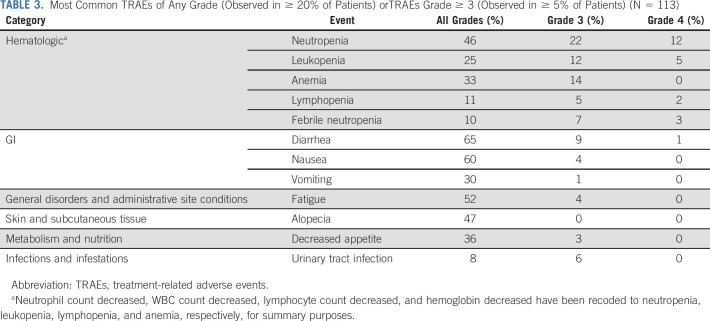 TABLE 3. Most Common TRAEs of Any Grade (Observed in ≥ 20% of Patients) orTRAEs Grade ≥ 3 (Observed in ≥ 5% of Patients) (N = 113)
Category Event All Grades (%) Grade 3 (%) Grade 4 (%)
Hematologicᵃ Neutropenia 46 22 12
Leukopenia 25 12 5
Anemia 33 14 0
Lymphopenia 11 5 2
Febrile neutropenia 10 7 3
GI Diarrhea 65 9 1
Nausea 60 4 0
Vomiting 30 1 0
General disorders and administrative site conditions Fatigue 52 4 0
Skin and subcutaneous tissue Alopecia 47 0 0
Metabolism and nutrition Decreased appetite 36 3 0
Infections and infestations Urinary tract infection 8 6 0
Abbreviation: TRAEs, treatment-related adverse events.
ᵃNeutrophil count decreased, WBC count decreased, lymphocyte count decreased, and hemoglobin decreased have been recoded to neutropenia,
leukopenia, lymphopenia, and anemia, respectively, for summary purposes.